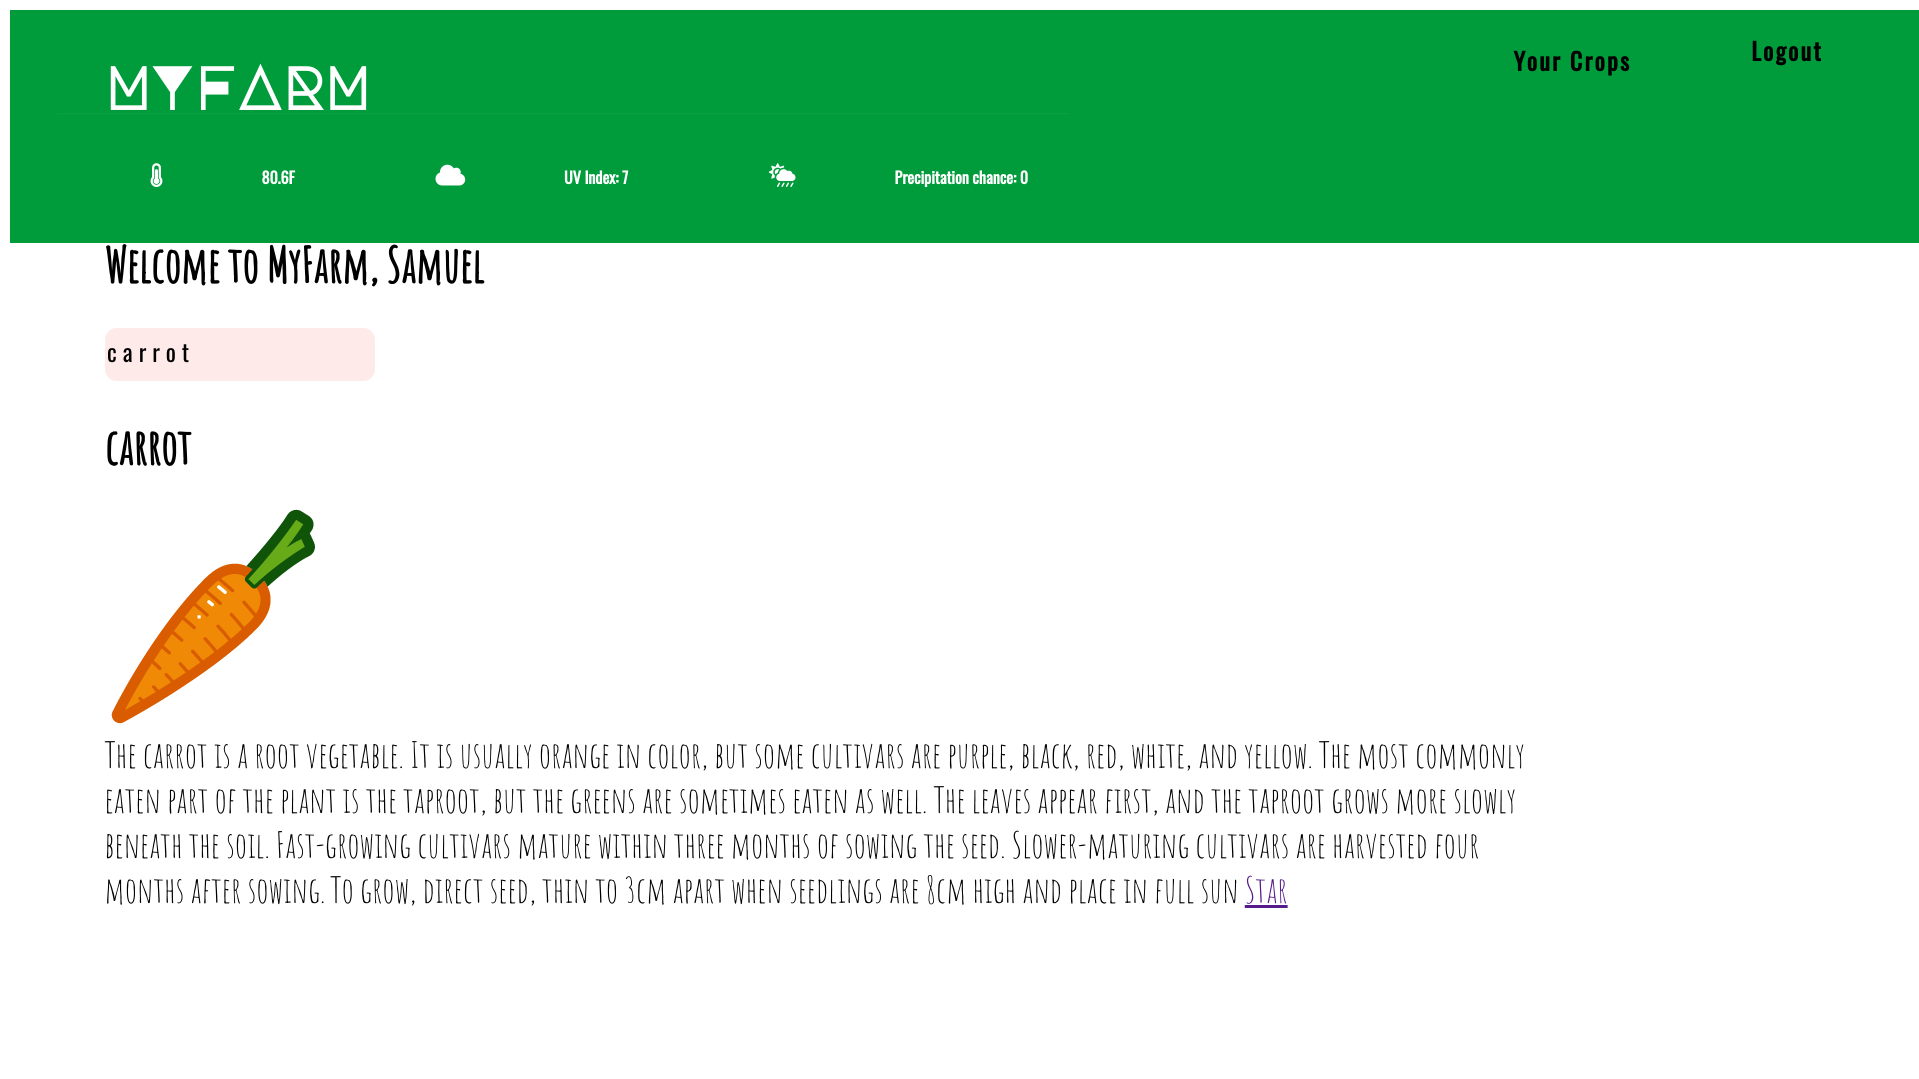 MYFARM
Your Crops
Logout
80.6F
UV Index: 7
Precipitation chance: 0
Welcome to MyFarm, Samuel
carrot
carrot
The carrot is a root vegetable. It is usually orange in color, but some cultivars are purple, black, red, white, and yellow. The most commonly
eaten part of the plant is the taproot, but the greens are sometimes eaten as well. The leaves appear first, and the taproot grows more slowly
beneath the soil. Fast-growing cultivars mature within three months of sowing the seed. Slower-maturing cultivars are harvested four
months after sowing. To grow, direct seed, thin to 3cm apart when seedlings are 8cm high and place in full sun Star